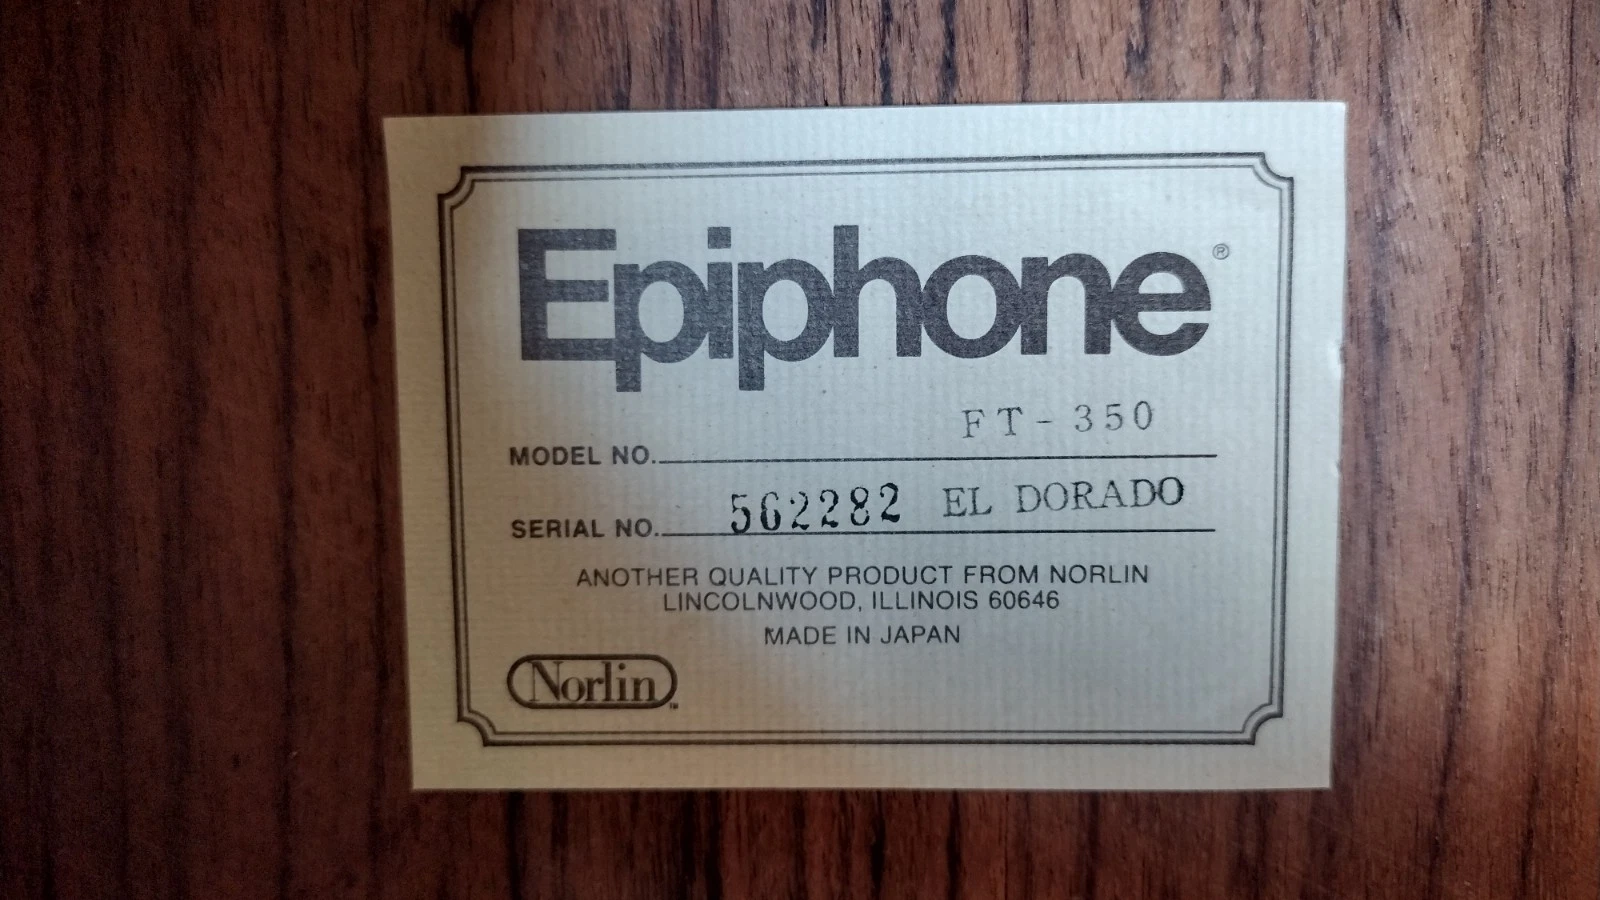 Epiphone®
FT-350
MODEL NO.
562282 EL DORADO
SERIAL NO.
ANOTHER QUALITY PRODUCT FROM NORLIN
LINCOLNWOOD, ILLINOIS 60646
MADE IN JAPAN
Norlin™